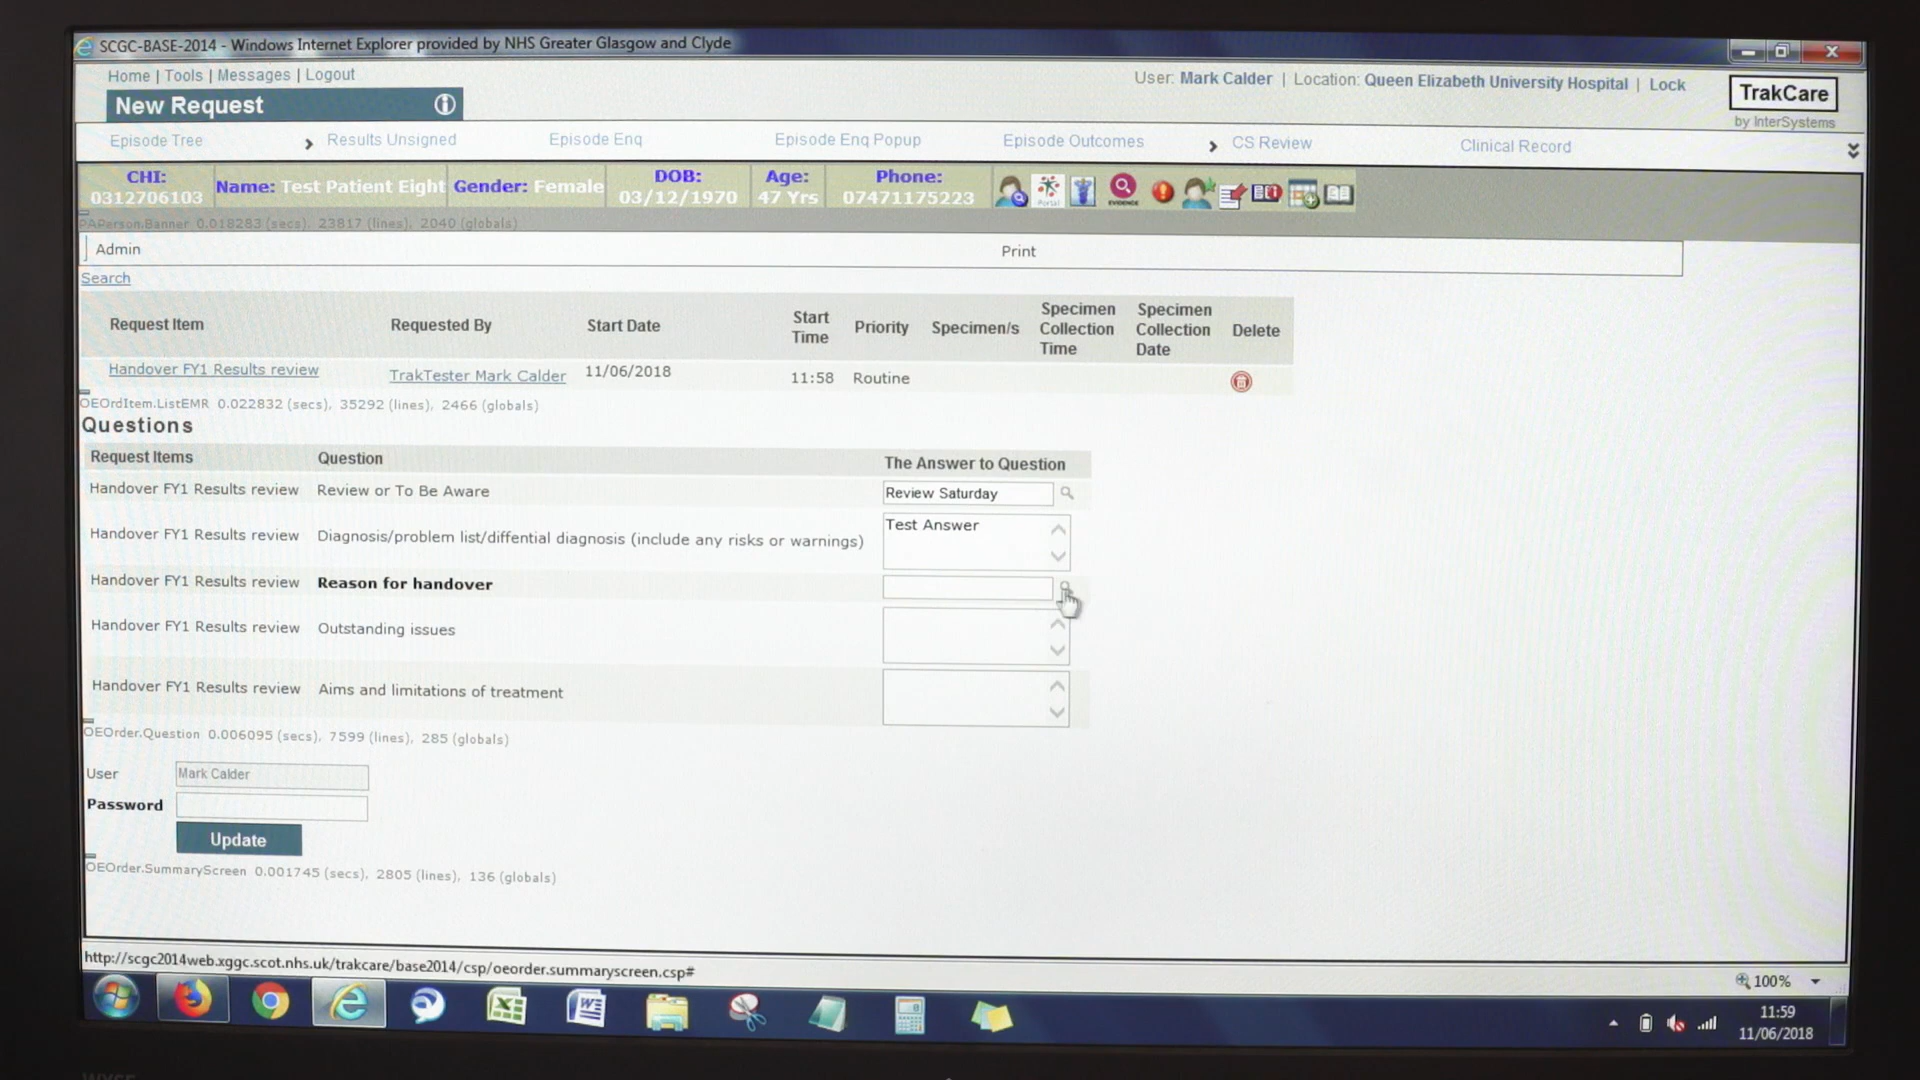 SCGC-BASE-2014 - Windows Internet Explorer provided by NHS Greater Glasgow and Clyde
Home | Tools | Messages | Logout
User: Mark Calder | Location: Queen Elizabeth University Hospital | Lock
TrakCare
by InterSystems
New Request
Episode Tree Results Unsigned Episode Enq Episode Enq Popup Episode Outcomes CS Review Clinical Record
CHI: 0312706103 Name: Test Patient Eight Gender: Female DOB: 03/12/1970 Age: 47 Yrs Phone: 07471175223
Portal
EVIDENCE
PAPerson.Banner 0.018283 (secs), 23817 (lines), 2040 (globals)
Admin Print
Search
Request Item Requested By Start Date Start Time Priority Specimen/s Specimen Collection Time Specimen Collection Date Delete
Handover FY1 Results review TrakTester Mark Calder 11/06/2018 11:58 Routine
OEOrdItem.ListEMR 0.022832 (secs), 35292 (lines), 2466 (globals)
Questions
Request Items Question The Answer to Question
Handover FY1 Results review Review or To Be Aware Review Saturday
Handover FY1 Results review Diagnosis/problem list/diffential diagnosis (include any risks or warnings) Test Answer
Handover FY1 Results review Reason for handover
Handover FY1 Results review Outstanding issues
Handover FY1 Results review Aims and limitations of treatment
OEOrder.Question 0.006095 (secs), 7599 (lines), 285 (globals)
User Mark Calder
Password
Update
OEOrder.SummaryScreen 0.001745 (secs), 2805 (lines), 136 (globals)
http://scgc2014web.xggc.scot.nhs.uk/trakcare/base2014/csp/oeorder.summaryscreen.csp#
100%
11:59
11/06/2018